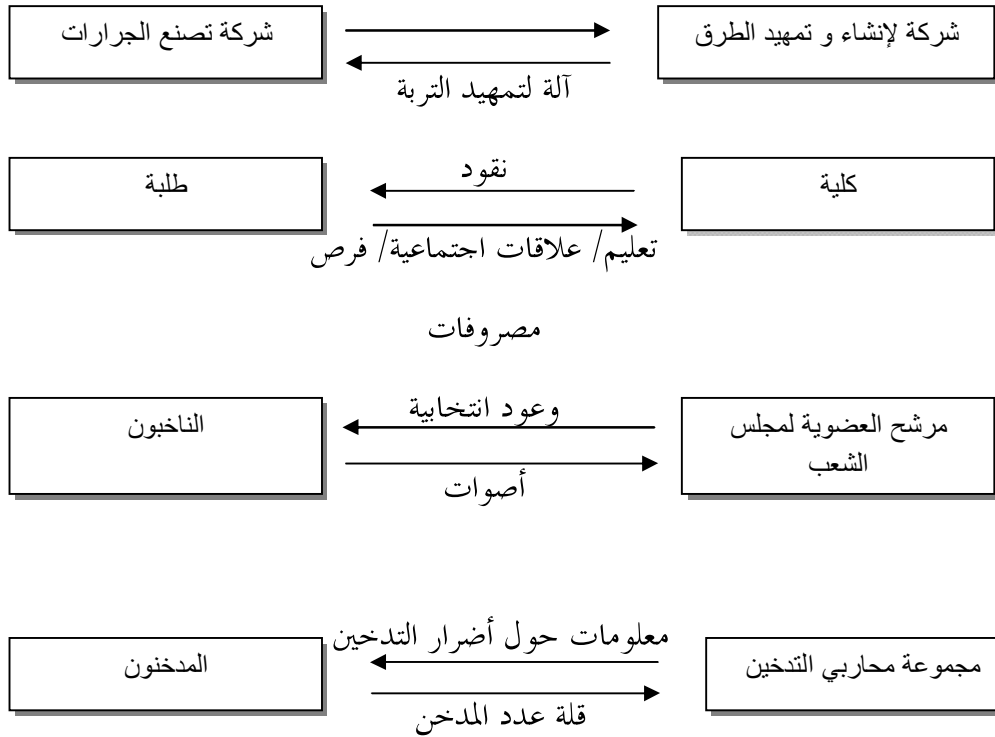 شركة لإنشاء و تمهيد الطرق
شركة تصنع الجرارات
آلة لتمهيد التربة
كلية
نقود
طلبة
تعليم/ علاقات اجتماعية/ فرص
مصروفات
مرشح العضوية لمجلس
الشعب
وعود انتخابية
الناخبون
أصوات
مجموعة محاربي التدخين
معلومات حول أضرار التدخين
المدخنون
قلة عدد المدخن